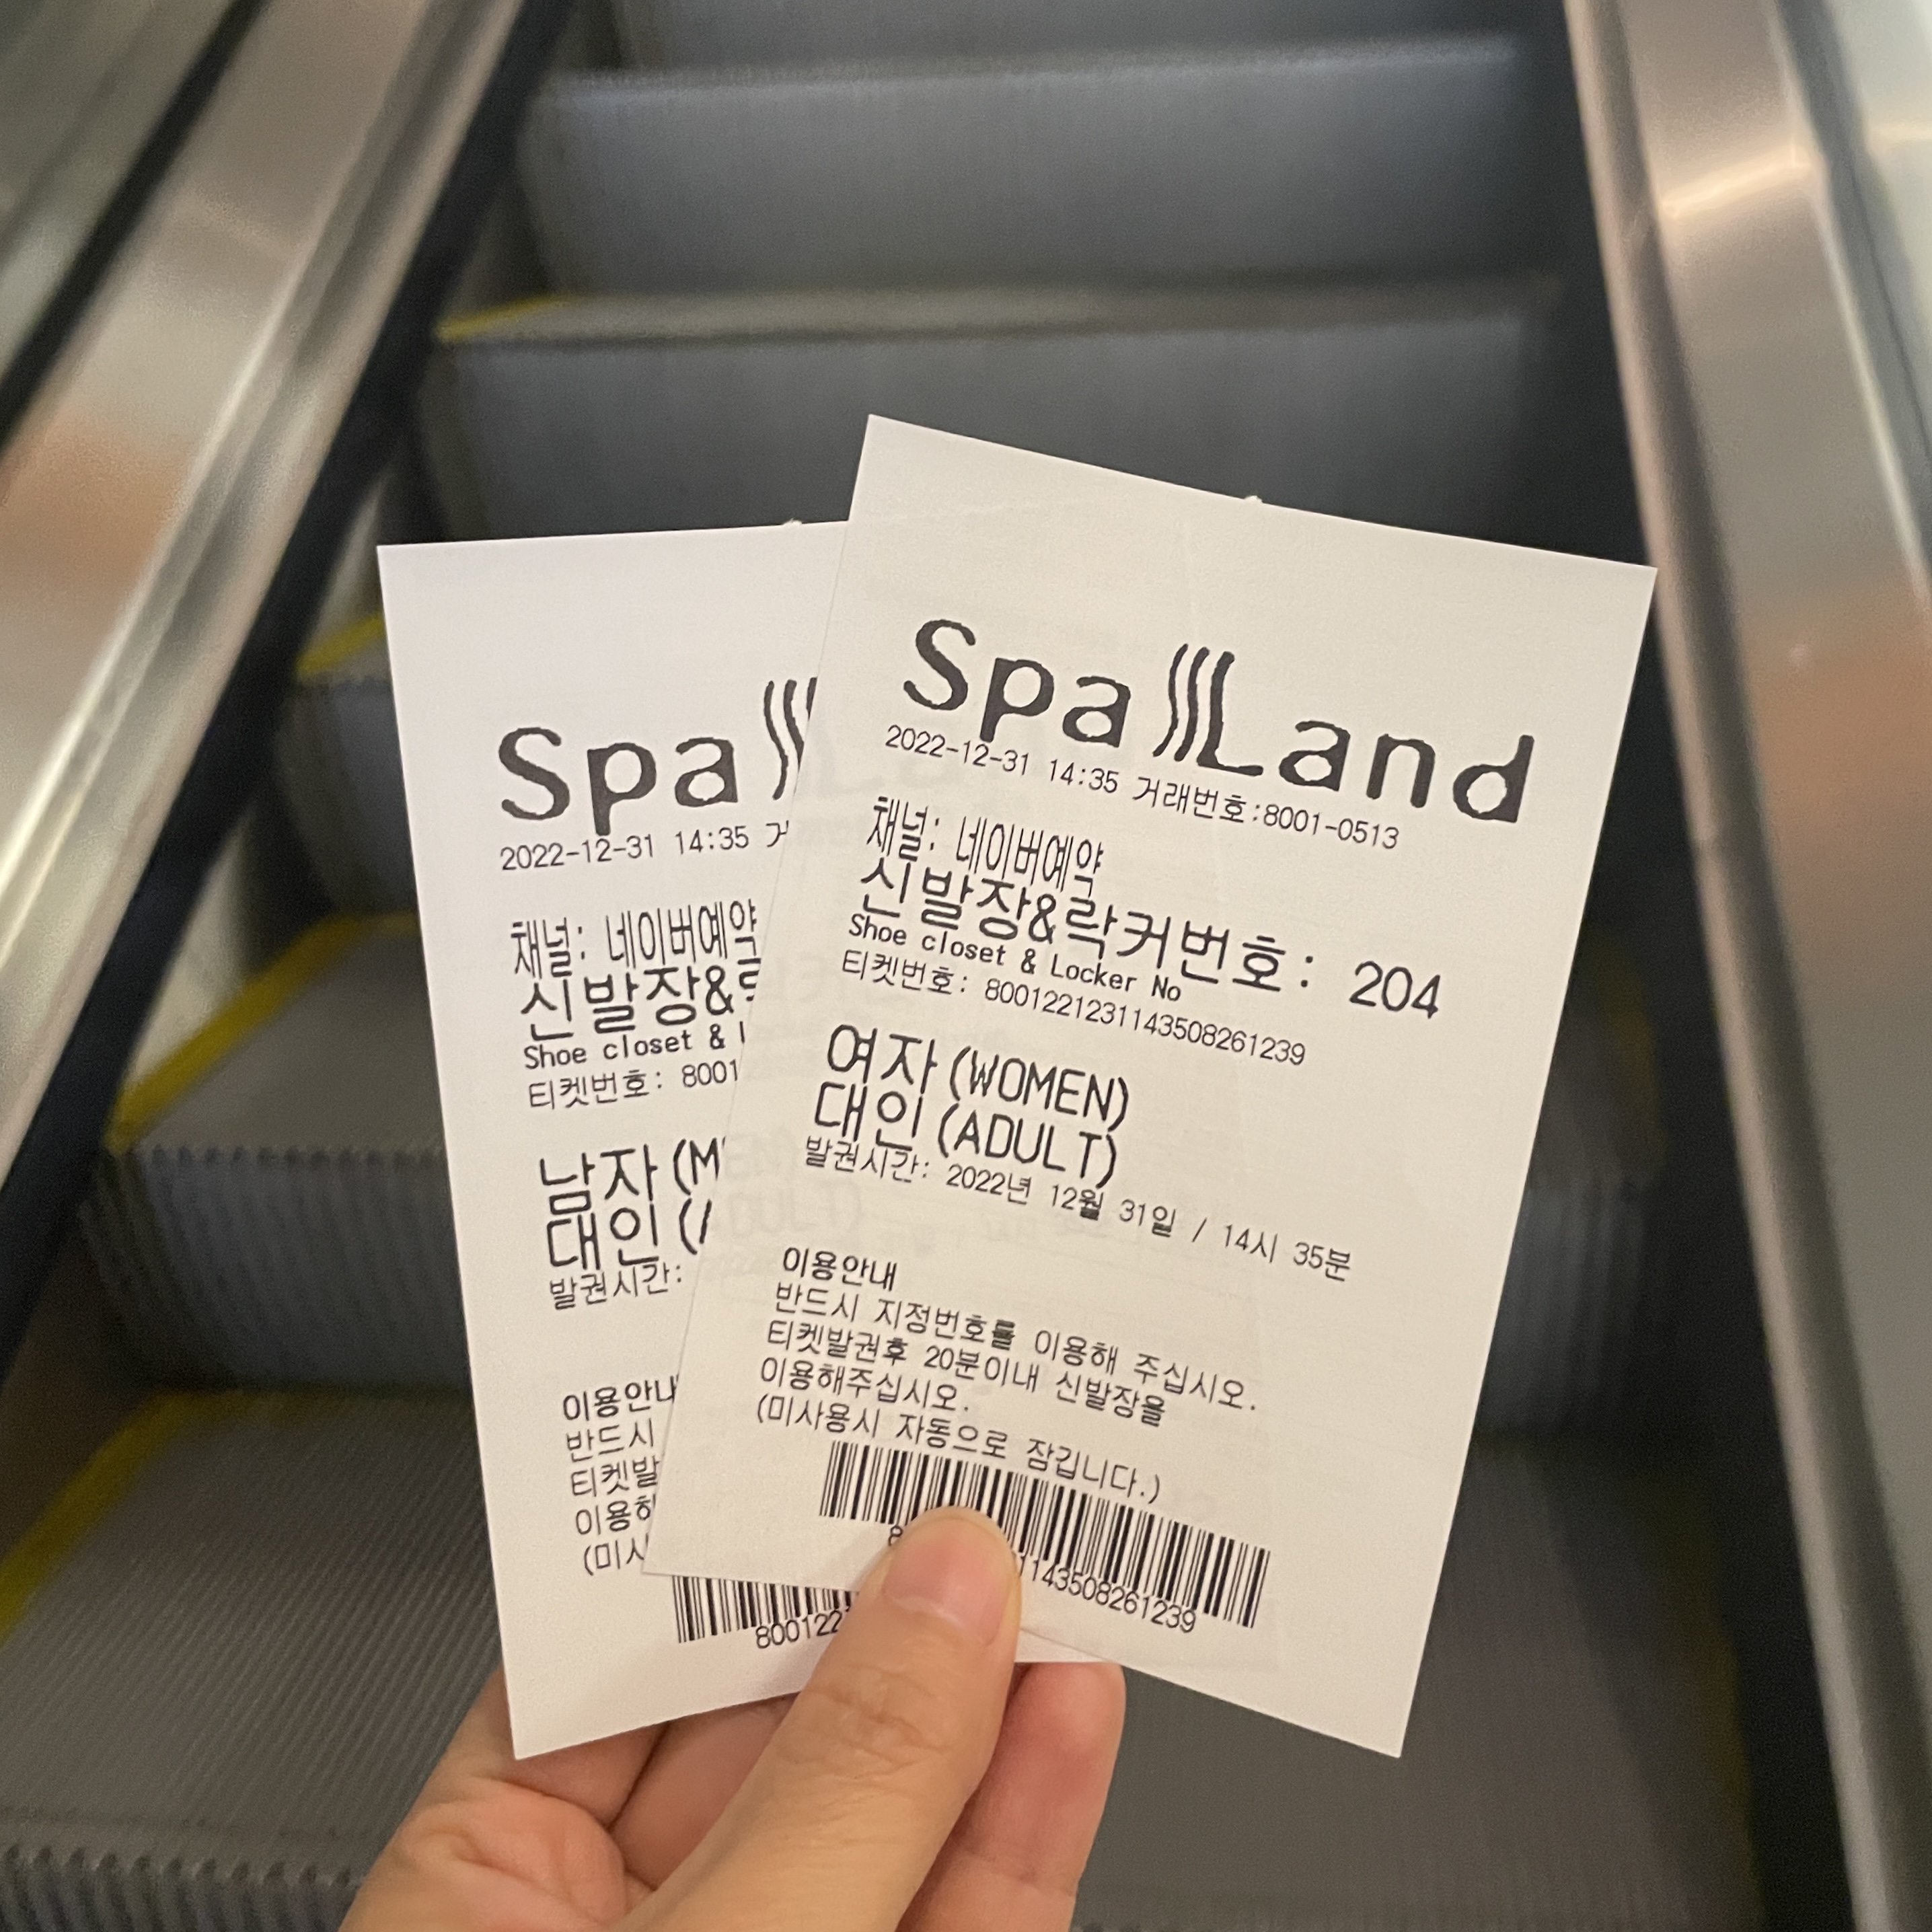 Spa
2022-12-31 14:35
채널: 네이버예약
신발장&
Shoe closet &
티켓번호: 8001
남자
대인
발권시간:
이용안내
반드시
800122
Spa Land
2022-12-31 14:35 거래번호:8001-0513
채널: 네이버예약
신발장&락커번호: 204
Shoe closet & Locker No
티켓번호: 8001221231143508261239
여자(WOMEN)
대인(ADULT)
발권시간: 2022년 12월 31일 / 14시 35분
이용안내
반드시 지정번호를 이용해 주십시오.
티켓발권후 20분이내 신발장을
이용해주십시오.
(미사용시 자동으로 잠깁니다.)
143508261239